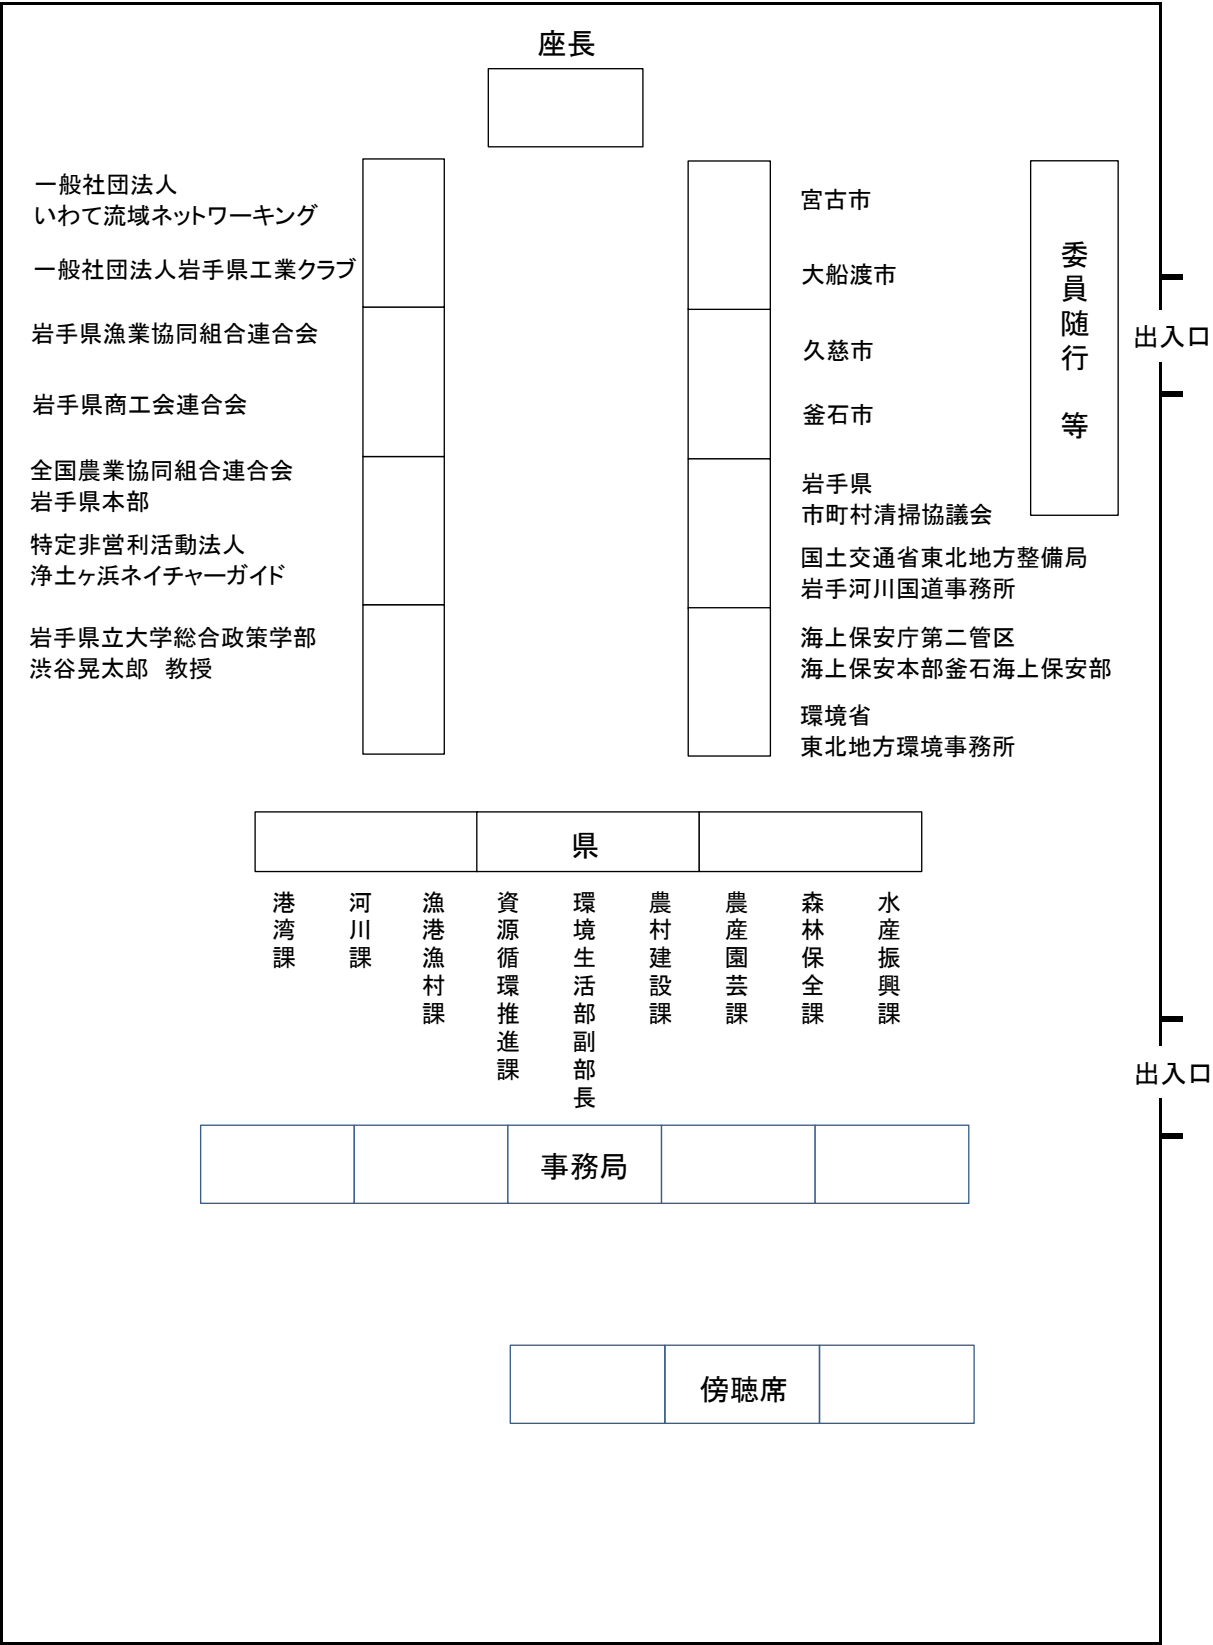 座長
一般社団法人
いわて流域ネットワーキング
一般社団法人岩手県工業クラブ
岩手県漁業協同組合連合会
岩手県商工会連合会
全国農業協同組合連合会
岩手県本部
特定非営利活動法人
浄土ヶ浜ネイチャーガイド
岩手県立大学総合政策学部
渋谷晃太郎 教授
宮古市
大船渡市
久慈市
釜石市
岩手県
市町村清掃協議会
国土交通省東北地方整備局
岩手河川国道事務所
海上保安庁第二管区
海上保安本部釜石海上保安部
環境省
東北地方環境事務所
委員随行 等
出入口
県
港湾課
河川課
漁港漁村課
資源循環推進課
環境生活部副部長
農村建設課
農産園芸課
森林保全課
水産振興課
出入口
事務局
傍聴席